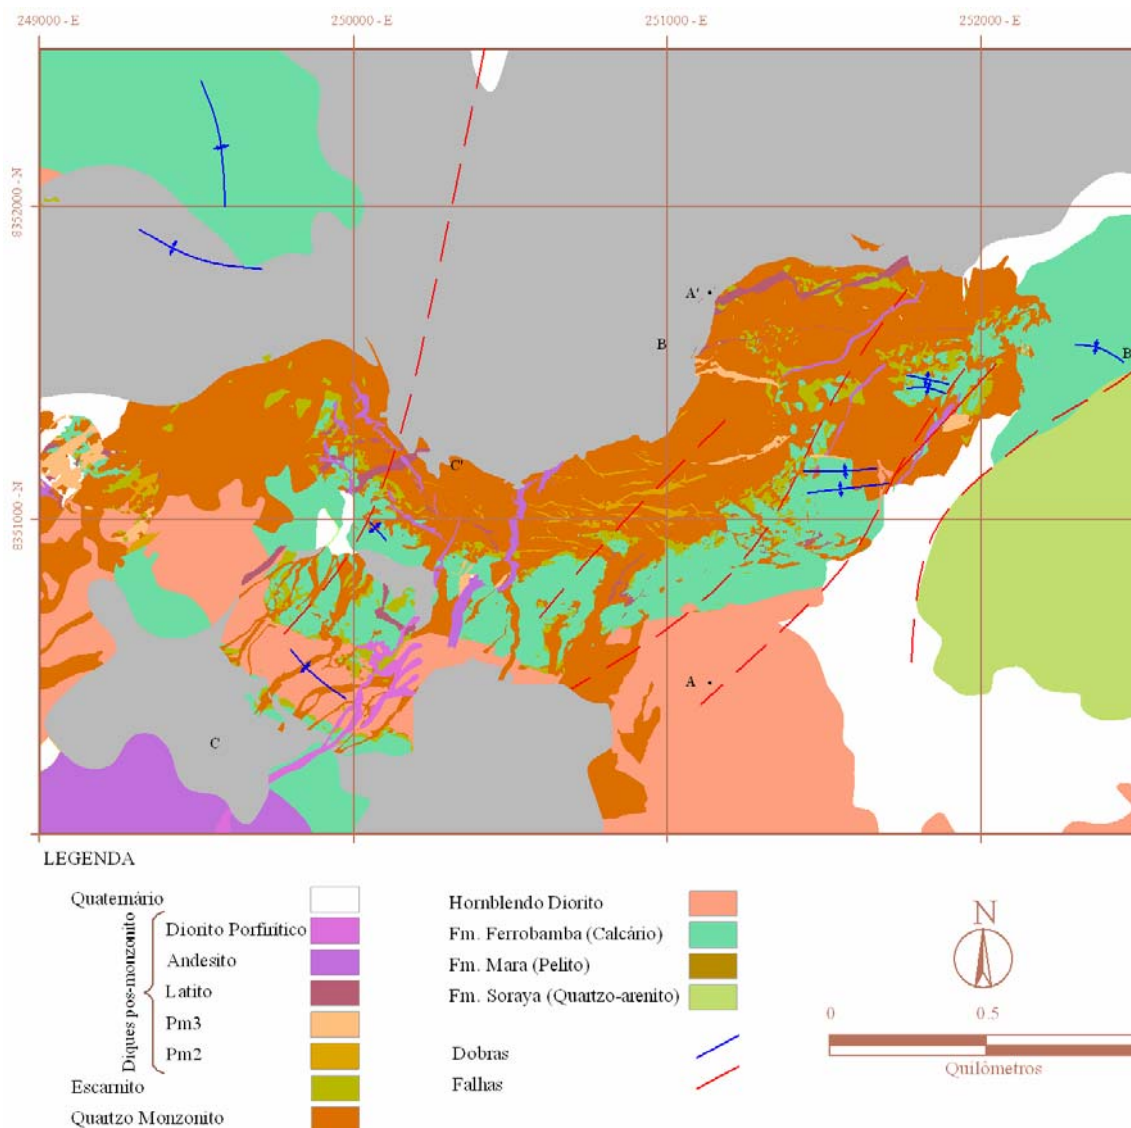 249000 - E
250000 - E
251000 - E
252000 - E
8352000 - N
A'
B
B
C'
8351000 - N
A
C
LEGENDA
Quaternário
Diques pos-monzonito
Diorito Porfirítico
Andesito
Latito
Pm3
Pm2
Escarnito
Quartzo Monzonito
Hornblendo Diorito
Fm. Ferrobamba (Calcário)
Fm. Mara (Pelito)
Fm. Soraya (Quartzo-arenito)
Dobras
Falhas
N
0
0.5
Quilômetros